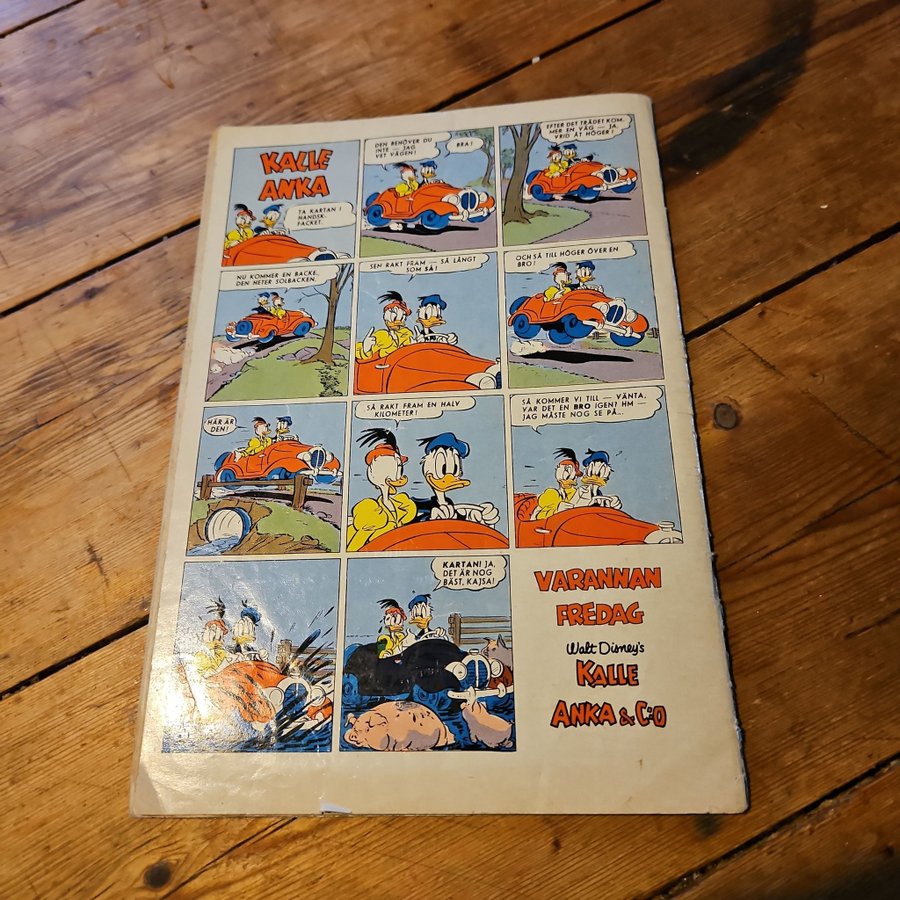 KALLE
ANKA
TA KARTAN I
HANDSK-
FACKET.
DEN BEHÖVER DU
INTE — JAG
VET VÄGEN!
BRA!
EFTER DET TRÄDET KOM-
MER EN VÄG — JA,
VRID ÅT HÖGER!
NU KOMMER EN BACKE,
DEN HETER SOLBACKEN.
SEN RAKT FRAM — SÅ LÅNGT
SOM SÅ!
OCH SÅ TILL HÖGER ÖVER EN
BRO!
HÄR ÄR
DEN!
SÅ RAKT FRAM EN HALV
KILOMETER!
SÅ KOMMER VI TILL — VÄNTA,
VAR DET EN BRO IGEN? HM —
JAG MÅSTE NOG SE PÅ...
KARTAN! JA,
DET ÄR NOG
BÄST, KAJSA!
VARANNAN
FREDAG
Walt Disney's
KALLE
ANKA & C:O